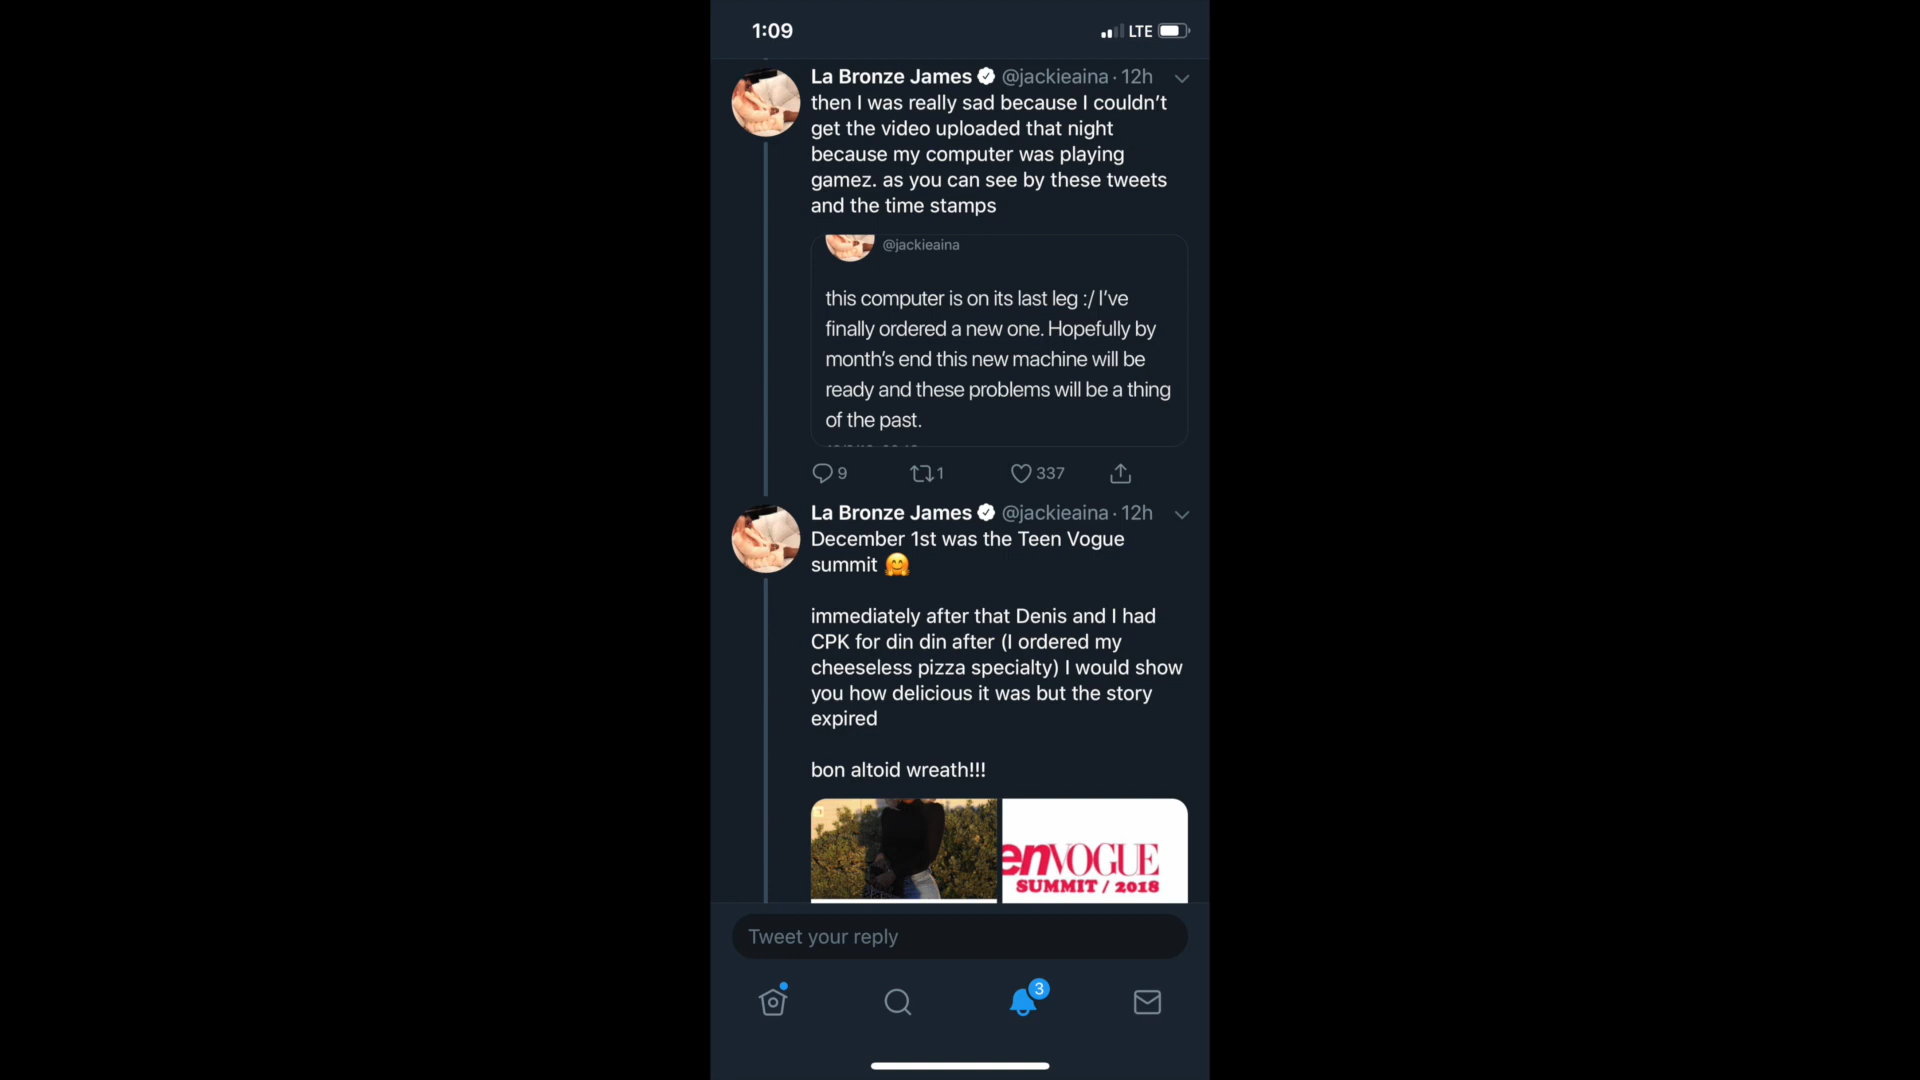 1:09
LTE
La Bronze James @jackieaina · 12h
then I was really sad because I couldn't
get the video uploaded that night
because my computer was playing
gamez. as you can see by these tweets
and the time stamps
@jackieaina
this computer is on its last leg :/ I've
finally ordered a new one. Hopefully by
month's end this new machine will be
ready and these problems will be a thing
of the past.
9 1 337
La Bronze James @jackieaina · 12h
December 1st was the Teen Vogue
summit 🤗
immediately after that Denis and I had
CPK for din din after (I ordered my
cheeseless pizza specialty) I would show
you how delicious it was but the story
expired
bon altoid wreath!!!
enVOGUE
SUMMIT / 2018
Tweet your reply
3